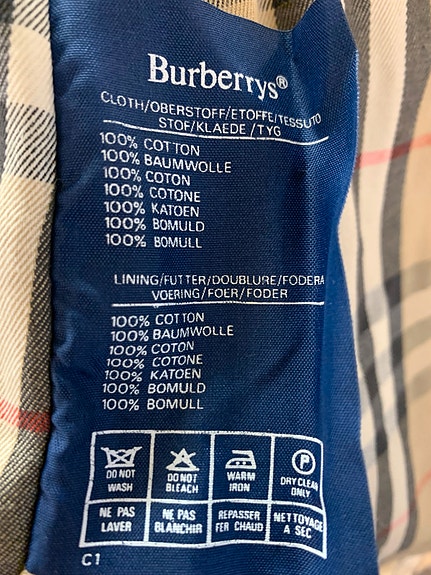 Burberrys®
CLOTH/OBERSTOFF/ETOFFE/TESSUTO
STOF/KLAEDE/TYG
100% COTTON
100% BAUMWOLLE
100% COTON
100% COTONE
100% KATOEN
100% BOMULD
100% BOMULL
LINING/FUTTER/DOUBLURE/FODERA
VOERING/FOER/FODER
100% COTTON
100% BAUMWOLLE
100% COTON
100% COTONE
100% KATOEN
100% BOMULD
100% BOMULL
DO NOT WASH
DO NOT BLEACH
WARM IRON
P
DRY CLEAN ONLY
NE PAS LAVER
NE PAS BLANCHIR
REPASSER FER CHAUD
NETTOYAGE A SEC
C1